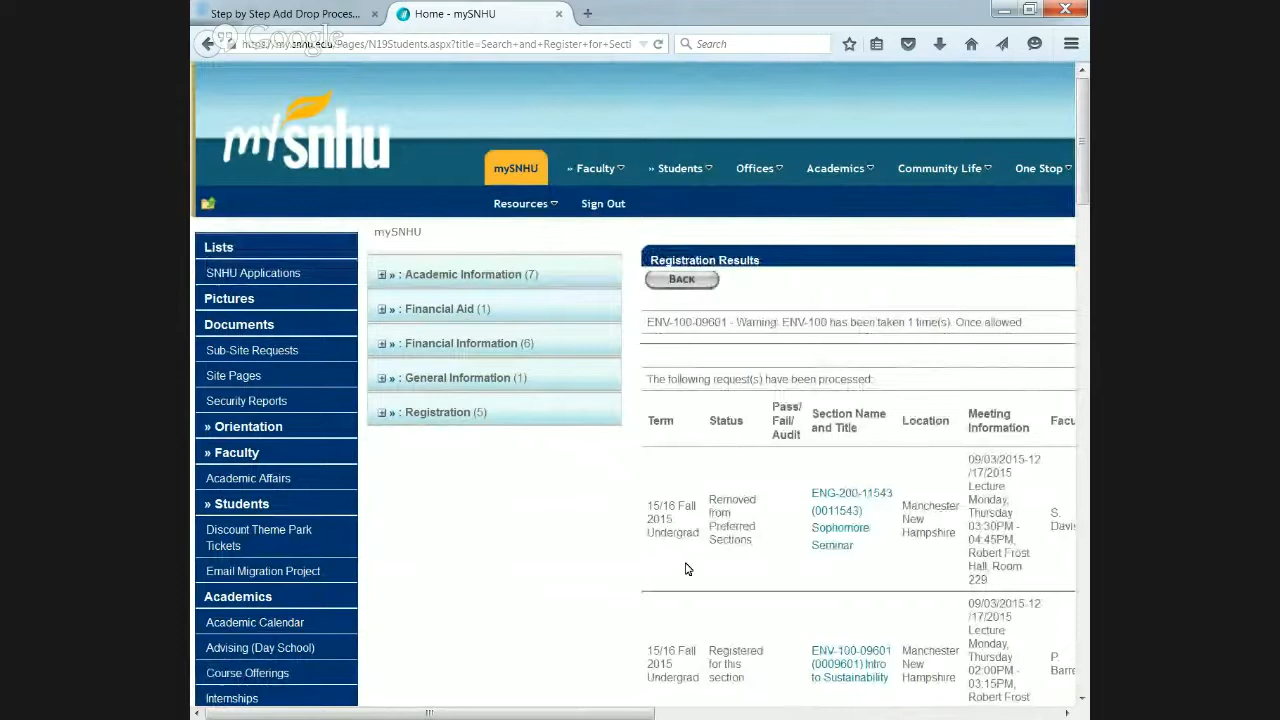 Step by Step Add Drop Proces...
Home - mySNHU
Google
Search
mysnhu
mySNHU
» Faculty
» Students
Offices
Academics
Community Life
One Stop
Resources
Sign Out
Lists
SNHU Applications
Pictures
Documents
Sub-Site Requests
Site Pages
Security Reports
» Orientation
» Faculty
Academic Affairs
» Students
Discount Theme Park
Tickets
Email Migration Project
Academics
Academic Calendar
Advising (Day School)
Course Offerings
Internships
mySNHU
» : Academic Information (7)
» : Financial Aid (1)
» : Financial Information (6)
» : General Information (1)
» : Registration (5)
Registration Results
BACK
ENV-100-09601 - Warning: ENV-100 has been taken 1 time(s). Once allowed
The following request(s) have been processed:
Term
Status
Pass/
Fail/
Audit
Section Name
and Title
Location
Meeting
Information
Facu
15/16 Fall
2015
Undergrad
Removed
from
Preferred
Sections
ENG-200-11543
(0011543)
Sophomore
Seminar
Manchester
New
Hampshire
09/03/2015-12
/17/2015
Lecture
Monday,
Thursday
03:30PM -
04:45PM,
Robert Frost
Hall, Room
229
S.
Davis
15/16 Fall
2015
Undergrad
Registered
for this
section
ENV-100-09601
(0009601) Intro
to Sustainability
Manchester
New
Hampshire
09/03/2015-12
/17/2015
Lecture
Monday,
Thursday
02:00PM -
03:15PM,
Robert Frost
P.
Barre